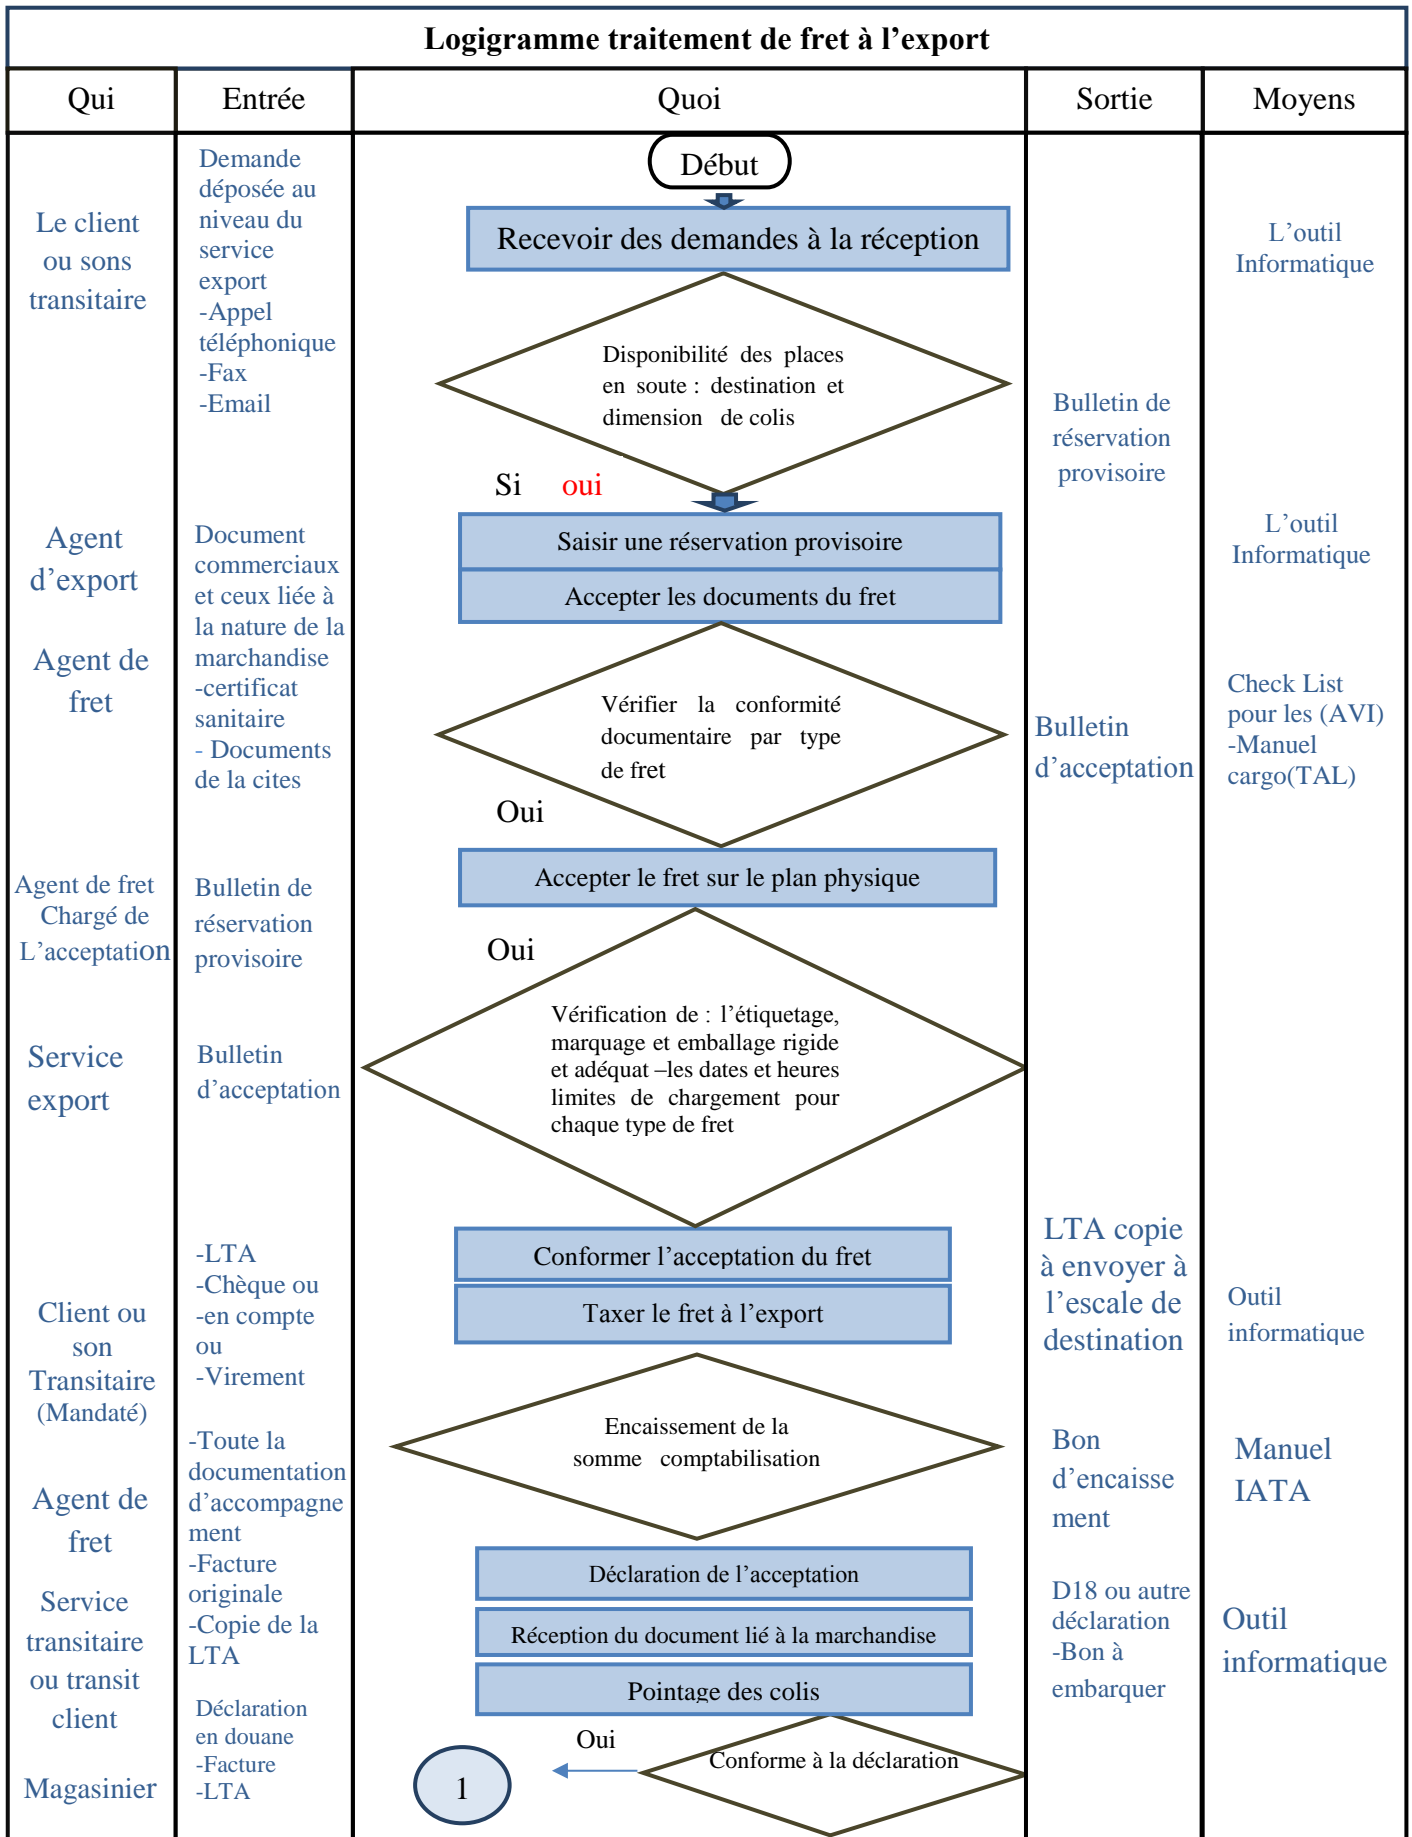 Logigramme traitement de fret à l’export
Qui
Entrée
Quoi
Sortie
Moyens
Le client
ou sons
transitaire
Agent
d’export
Agent de
fret
Agent de fret
Chargé de
L’acceptation
Service
export
Client ou
son
Transitaire
(Mandaté)
Agent de
fret
Service
transitaire
ou transit
client
Magasinier
Demande
déposée au
niveau du
service
export
-Appel
téléphonique
-Fax
-Email
Document
commerciaux
et ceux liée à
la nature de la
marchandise
-certificat
sanitaire
- Documents
de la cites
Bulletin de
réservation
provisoire
Bulletin
d’acceptation
-LTA
-Chèque ou
-en compte
ou
-Virement
-Toute la
documentation
d’accompagne
ment
-Facture
originale
-Copie de la
LTA
Déclaration
en douane
-Facture
-LTA
Début
Recevoir des demandes à la réception
Disponibilité des places
en soute : destination et
dimension de colis
Si oui
Saisir une réservation provisoire
Accepter les documents du fret
Vérifier la conformité
documentaire par type
de fret
Oui
Accepter le fret sur le plan physique
Oui
Vérification de : l’étiquetage,
marquage et emballage rigide
et adéquat –les dates et heures
limites de chargement pour
chaque type de fret
Conformer l’acceptation du fret
Taxer le fret à l’export
Encaissement de la
somme comptabilisation
Déclaration de l’acceptation
Réception du document lié à la marchandise
Pointage des colis
Oui
Conforme à la déclaration
1
Bulletin de
réservation
provisoire
Bulletin
d’acceptation
LTA copie
à envoyer à
l’escale de
destination
Bon
d’encaisse
ment
D18 ou autre
déclaration
-Bon à
embarquer
L’outil
Informatique
L’outil
Informatique
Check List
pour les (AVI)
-Manuel
cargo(TAL)
Outil
informatique
Manuel
IATA
Outil
informatique